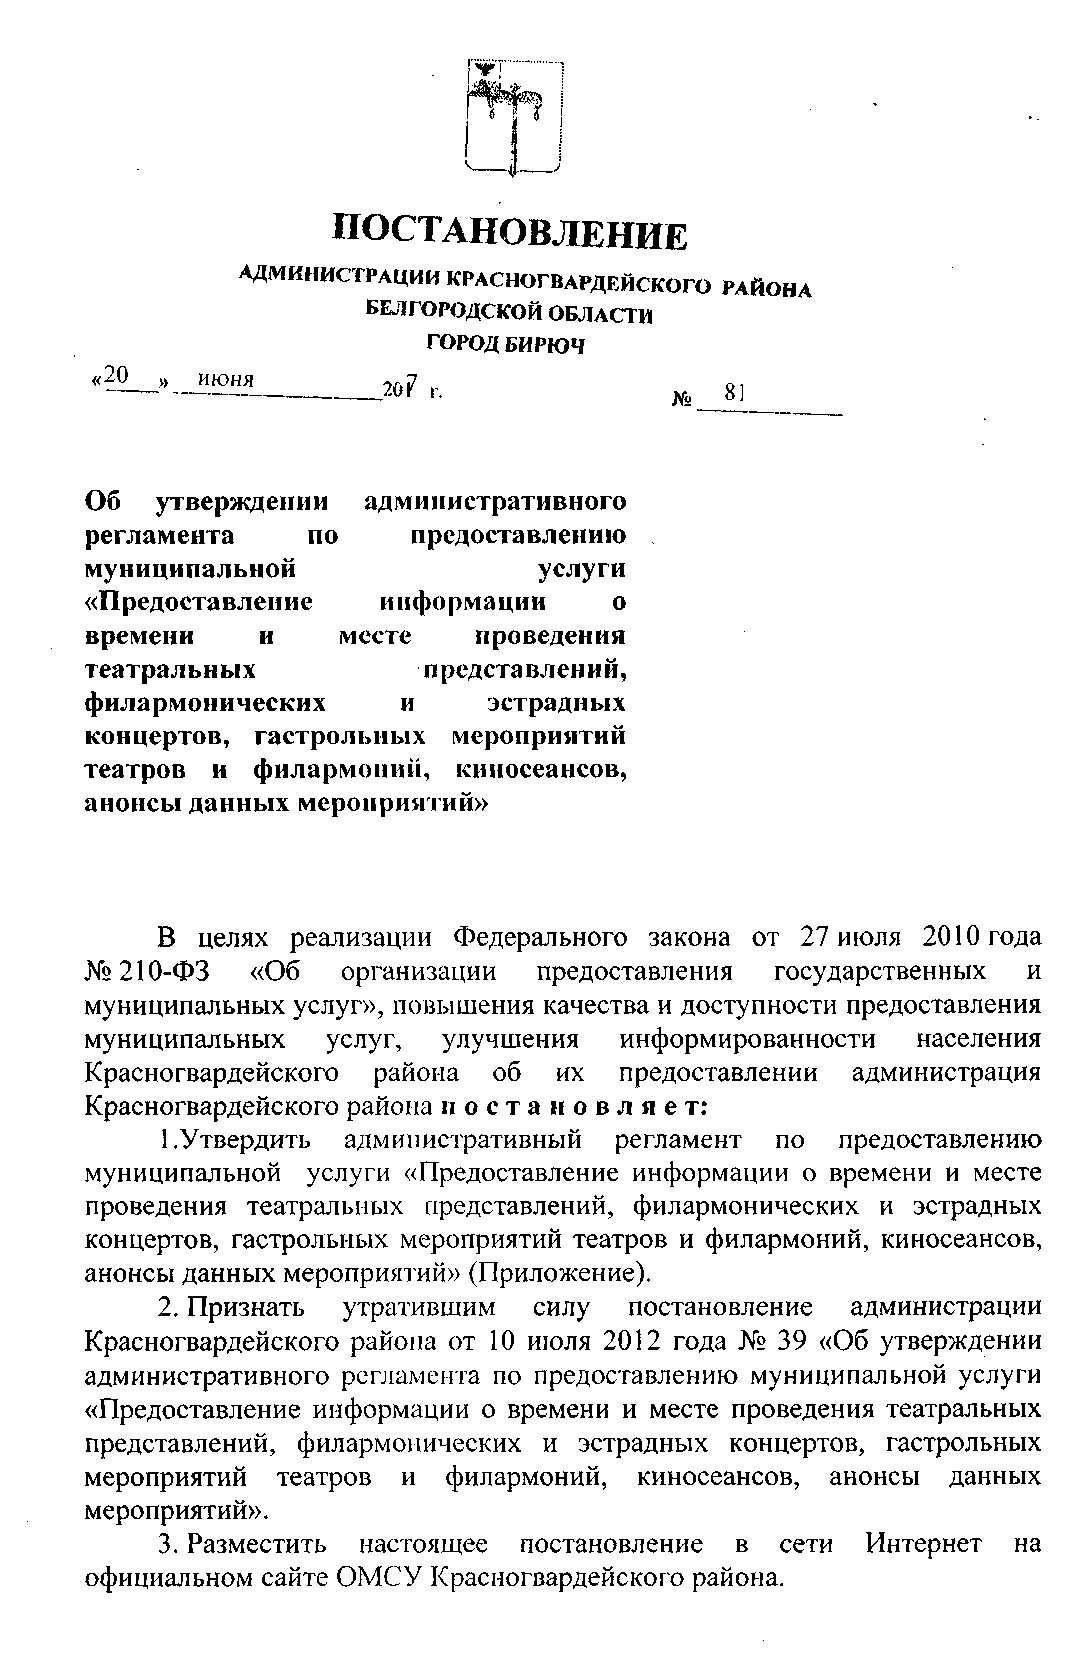 ПОСТАНОВЛЕНИЕ
АДМИНИСТРАЦИИ КРАСНОГВАРДЕЙСКОГО РАЙОНА
БЕЛГОРОДСКОЙ ОБЛАСТИ
ГОРОД БИРЮЧ
«20» июня 2017 г. № 81
Об утверждении административного
регламента по предоставлению
муниципальной услуги
«Предоставление информации о
времени и месте проведения
театральных представлений,
филармонических и эстрадных
концертов, гастрольных мероприятий
театров и филармоний, киносеансов,
анонсы данных мероприятий»
В целях реализации Федерального закона от 27 июля 2010 года
№ 210-ФЗ «Об организации предоставления государственных и
муниципальных услуг», повышения качества и доступности предоставления
муниципальных услуг, улучшения информированности населения
Красногвардейского района об их предоставлении администрация
Красногвардейского района п о с т а н о в л я е т:
1.Утвердить административный регламент по предоставлению
муниципальной услуги «Предоставление информации о времени и месте
проведения театральных представлений, филармонических и эстрадных
концертов, гастрольных мероприятий театров и филармоний, киносеансов,
анонсы данных мероприятий» (Приложение).
2. Признать утратившим силу постановление администрации
Красногвардейского района от 10 июля 2012 года № 39 «Об утверждении
административного регламента по предоставлению муниципальной услуги
«Предоставление информации о времени и месте проведения театральных
представлений, филармонических и эстрадных концертов, гастрольных
мероприятий театров и филармоний, киносеансов, анонсы данных
мероприятий».
3. Разместить настоящее постановление в сети Интернет на
официальном сайте ОМСУ Красногвардейского района.